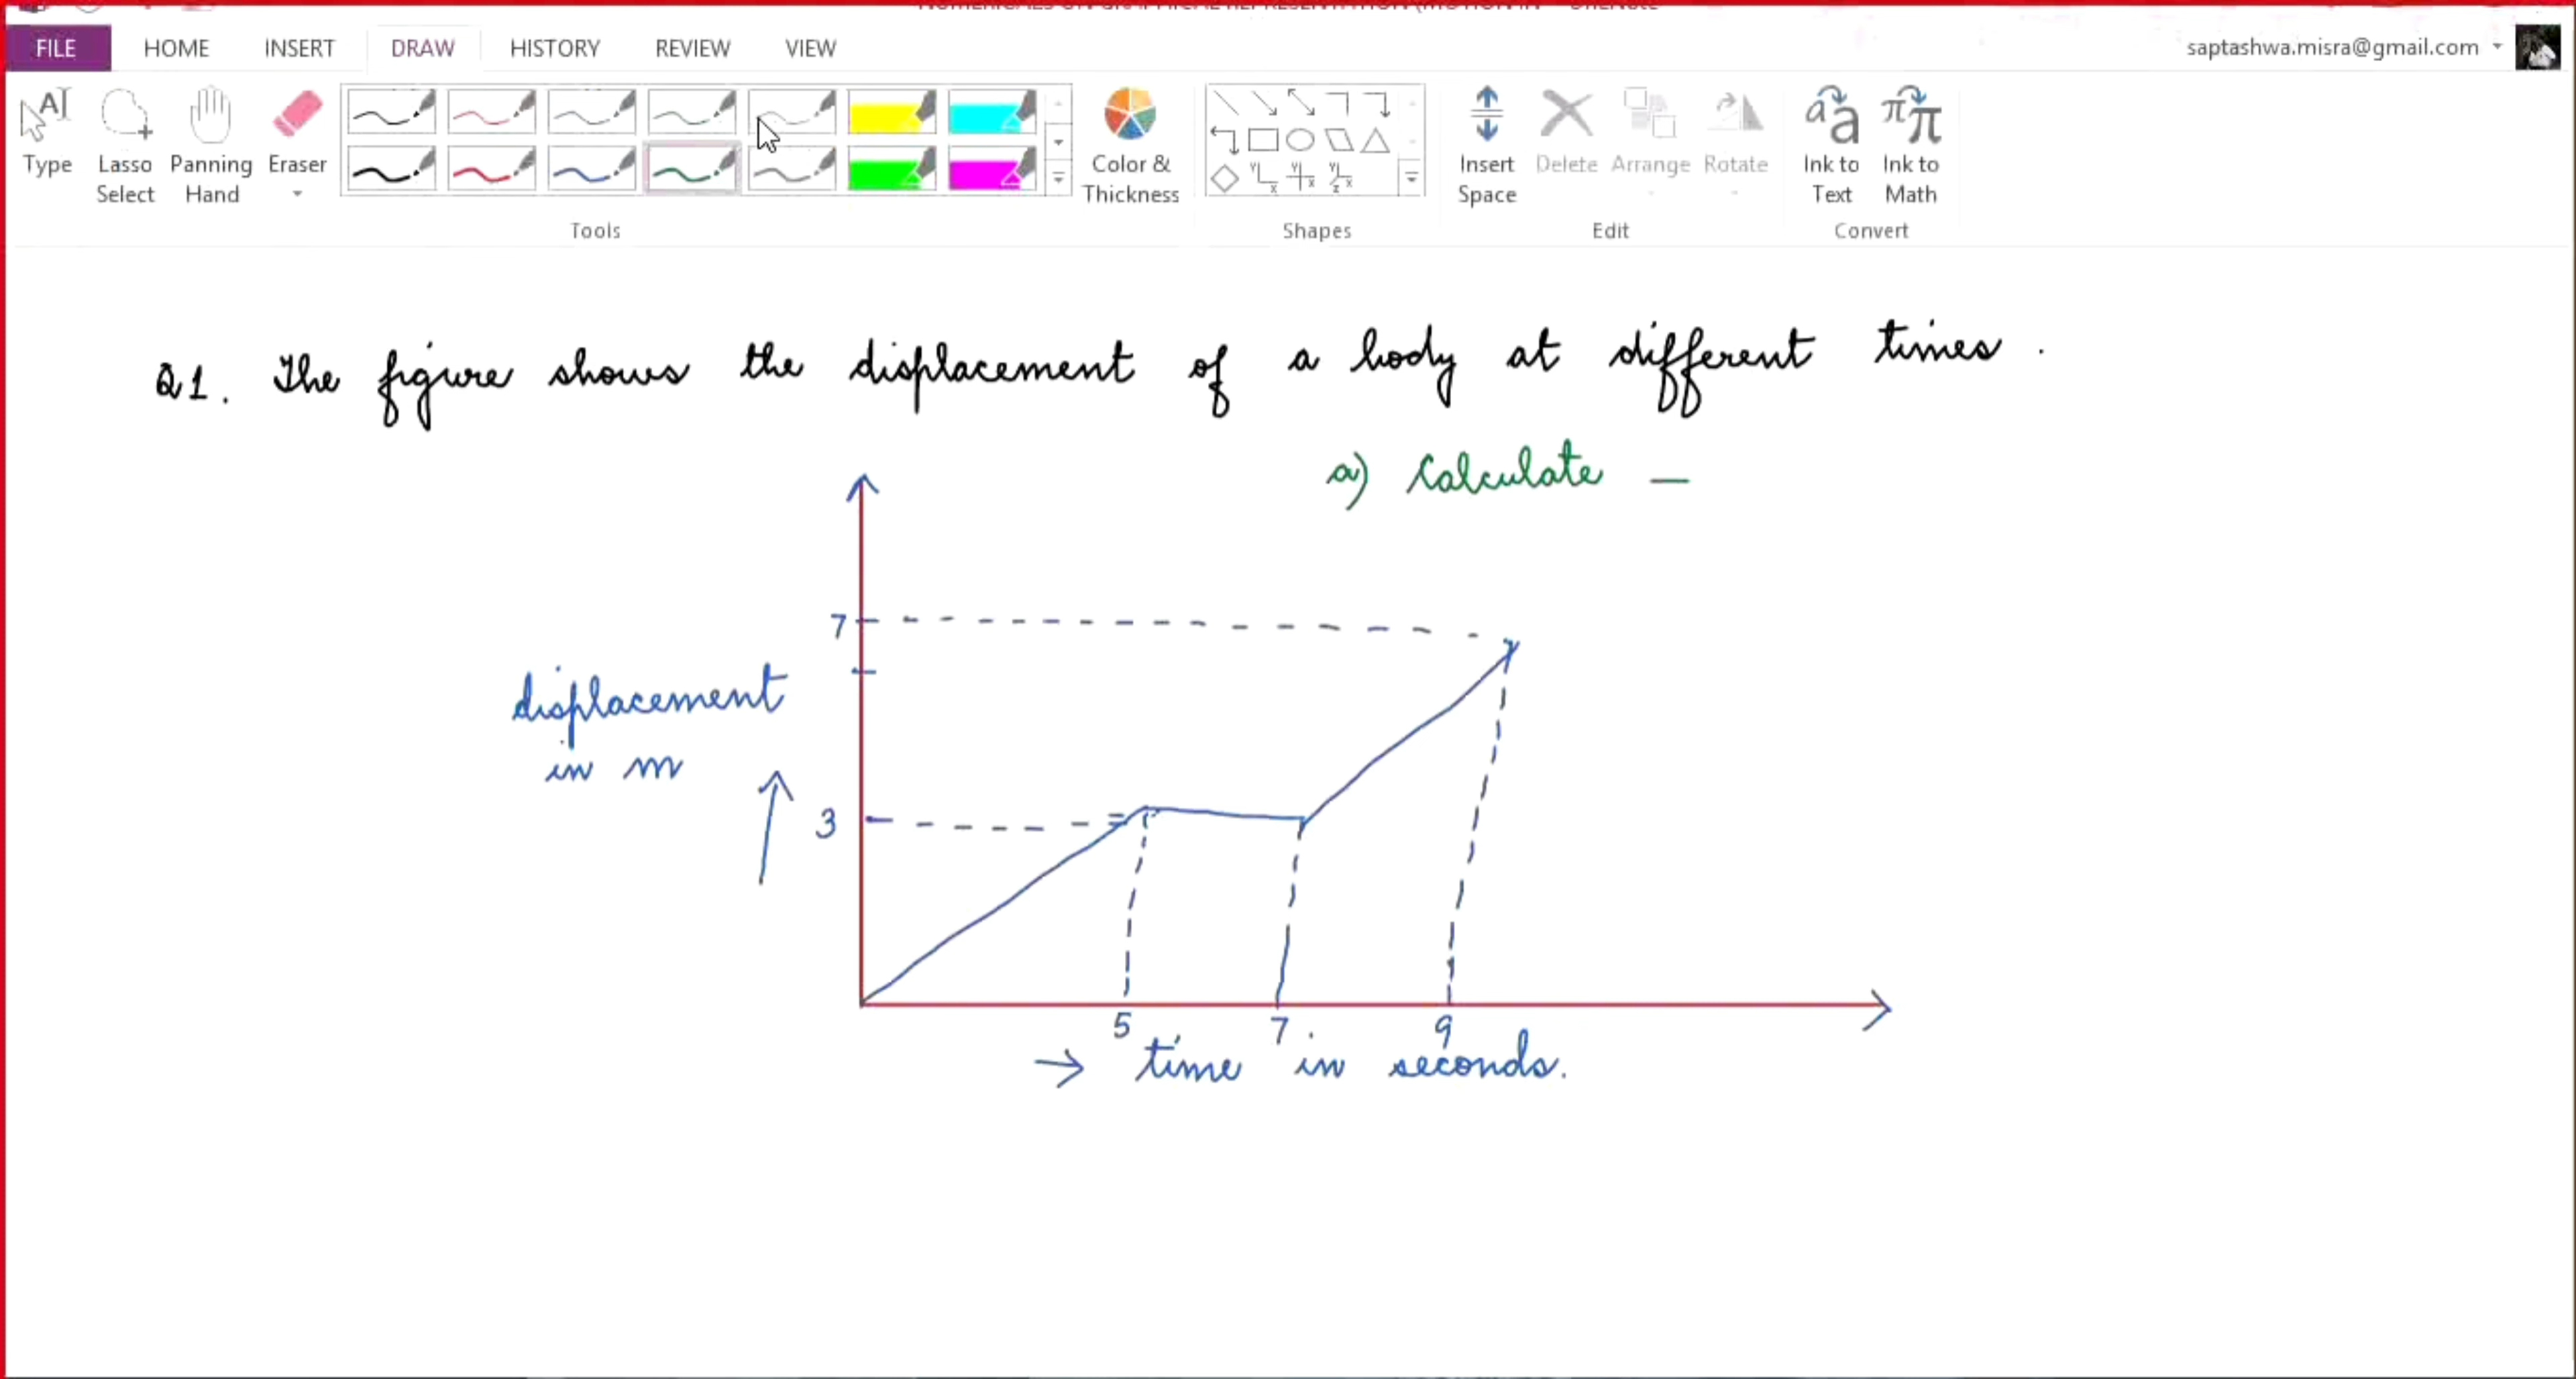 FILE HOME INSERT DRAW HISTORY REVIEW VIEW saptashwa.misra@gmail.com
Type Lasso Select Panning Hand Eraser Color & Thickness Insert Space Delete Arrange Rotate Ink to Text Ink to Math
Tools Shapes Edit Convert
Q1. The figure shows the displacement of a body at different times.
a) Calculate —
7
displacement
in m
3
5 7 9
→ time in seconds.